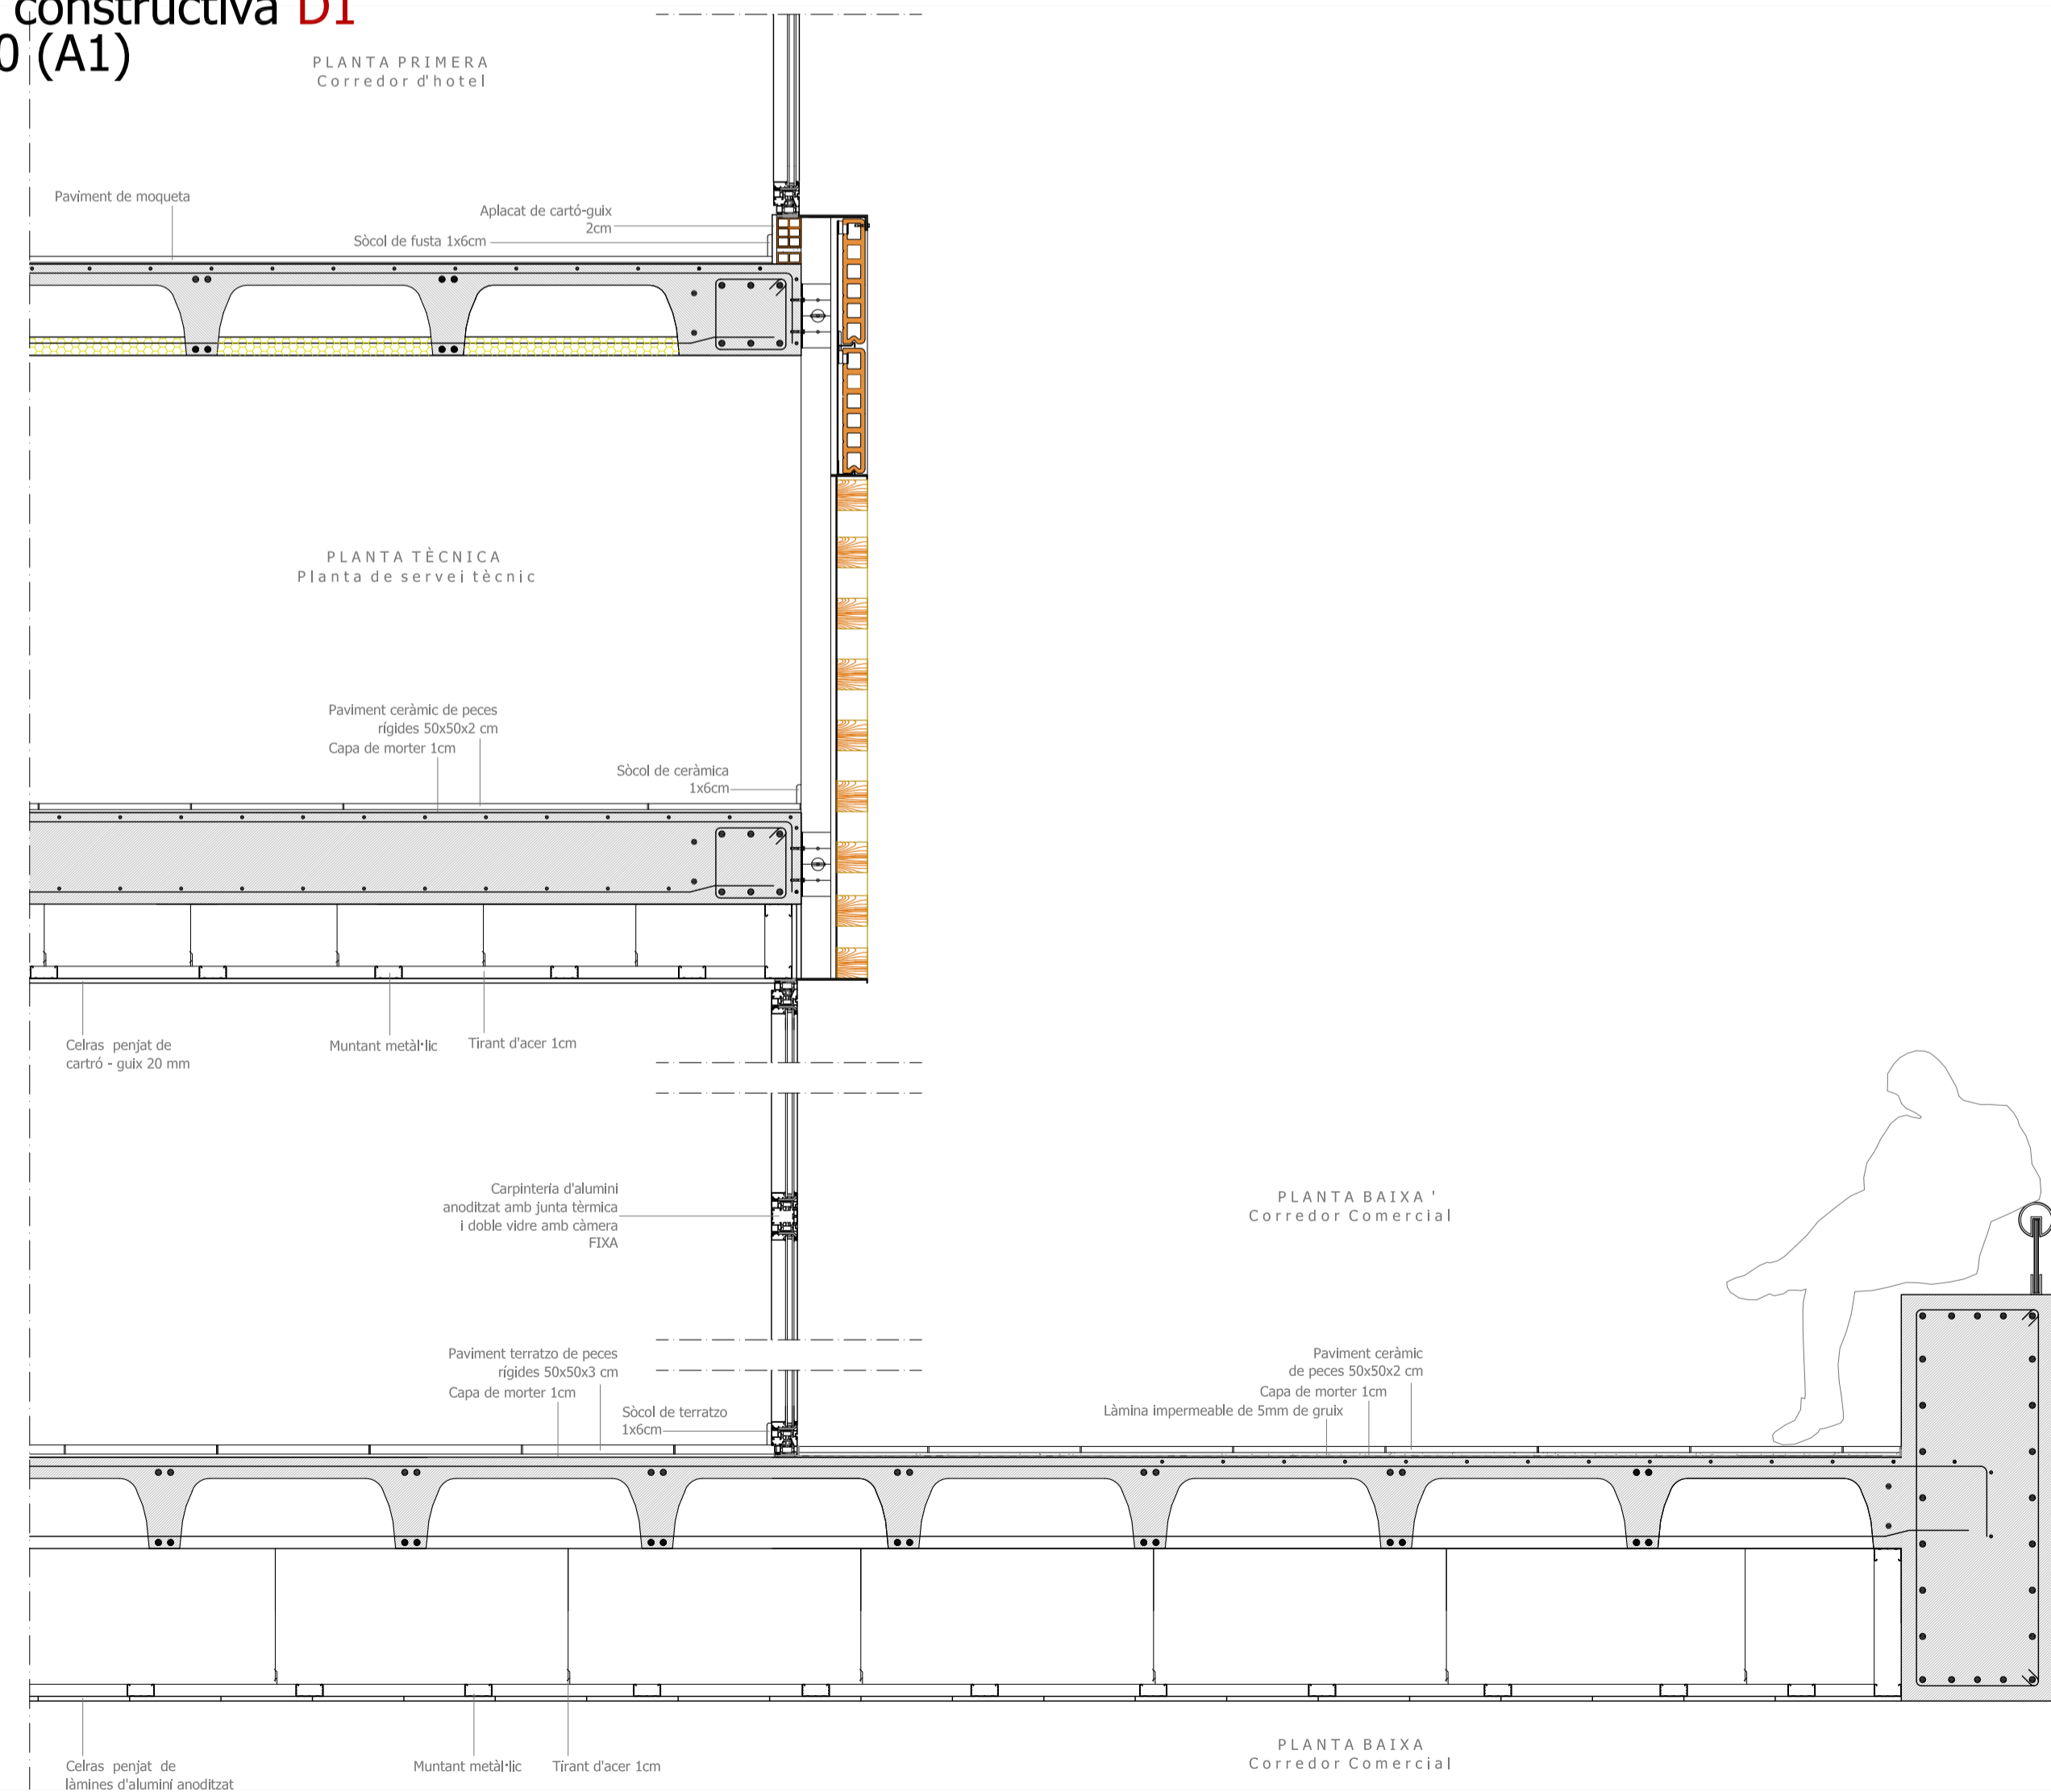 constructiva D1
0 (A1)
PLANTA PRIMERA
Corredor d'hotel
Paviment de moqueta
Aplacat de cartó-guix
2cm
Sòcol de fusta 1x6cm
PLANTA TÈCNICA
Planta de servei tècnic
Paviment ceràmic de peces
rígides 50x50x2 cm
Capa de morter 1cm
Sòcol de ceràmica
1x6cm
Celras penjat de
cartró - guix 20 mm
Muntant metàl·lic
Tirant d'acer 1cm
Carpinteria d'alumini
anoditzat amb junta tèrmica
i doble vidre amb càmera
FIXA
PLANTA BAIXA '
Corredor Comercial
Paviment terratzo de peces
rígides 50x50x3 cm
Capa de morter 1cm
Sòcol de terratzo
1x6cm
Paviment ceràmic
de peces 50x50x2 cm
Capa de morter 1cm
Làmina impermeable de 5mm de gruix
Celras penjat de
làmines d'alumini anoditzat
Muntant metàl·lic
Tirant d'acer 1cm
PLANTA BAIXA
Corredor Comercial